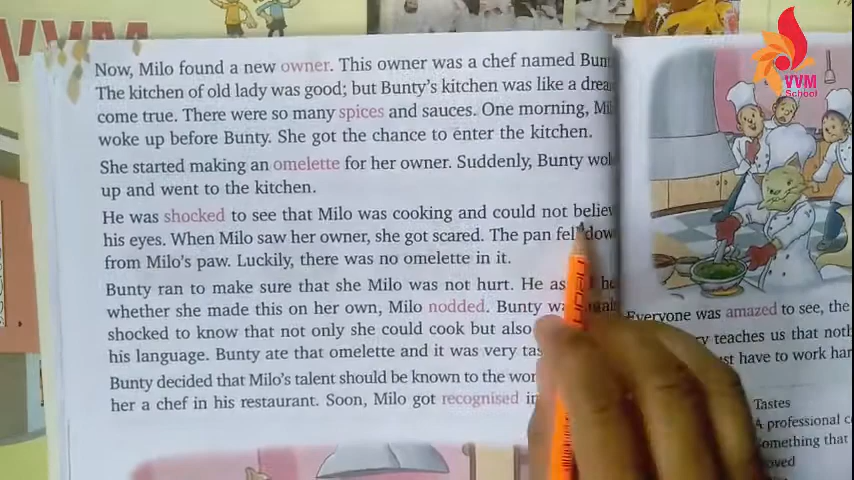 VVM
School
Now, Milo found a new owner. This owner was a chef named
The kitchen of old lady was good; but Bunty's kitchen was like a
come true. There were so many spices and sauces. One morning,
woke up before Bunty. She got the chance to enter the kitchen.
She started making an omelette for her owner. Suddenly, Bunty
up and went to the kitchen.
He was shocked to see that Milo was cooking and could not
his eyes. When Milo saw her owner, she got scared. The pan
from Milo's paw. Luckily, there was no omelette in it.
Bunty ran to make sure that she Milo was not hurt. He
whether she made this on her own, Milo nodded. Bunty
shocked to know that not only she could cook but also
his language. Bunty ate that omelette and it was very
Bunty decided that Milo's talent should be known to the
her a chef in his restaurant. Soon, Milo got recognised
Everyone was amazed to see, the
teaches us that
have to work
Tastes
A professional
Something that